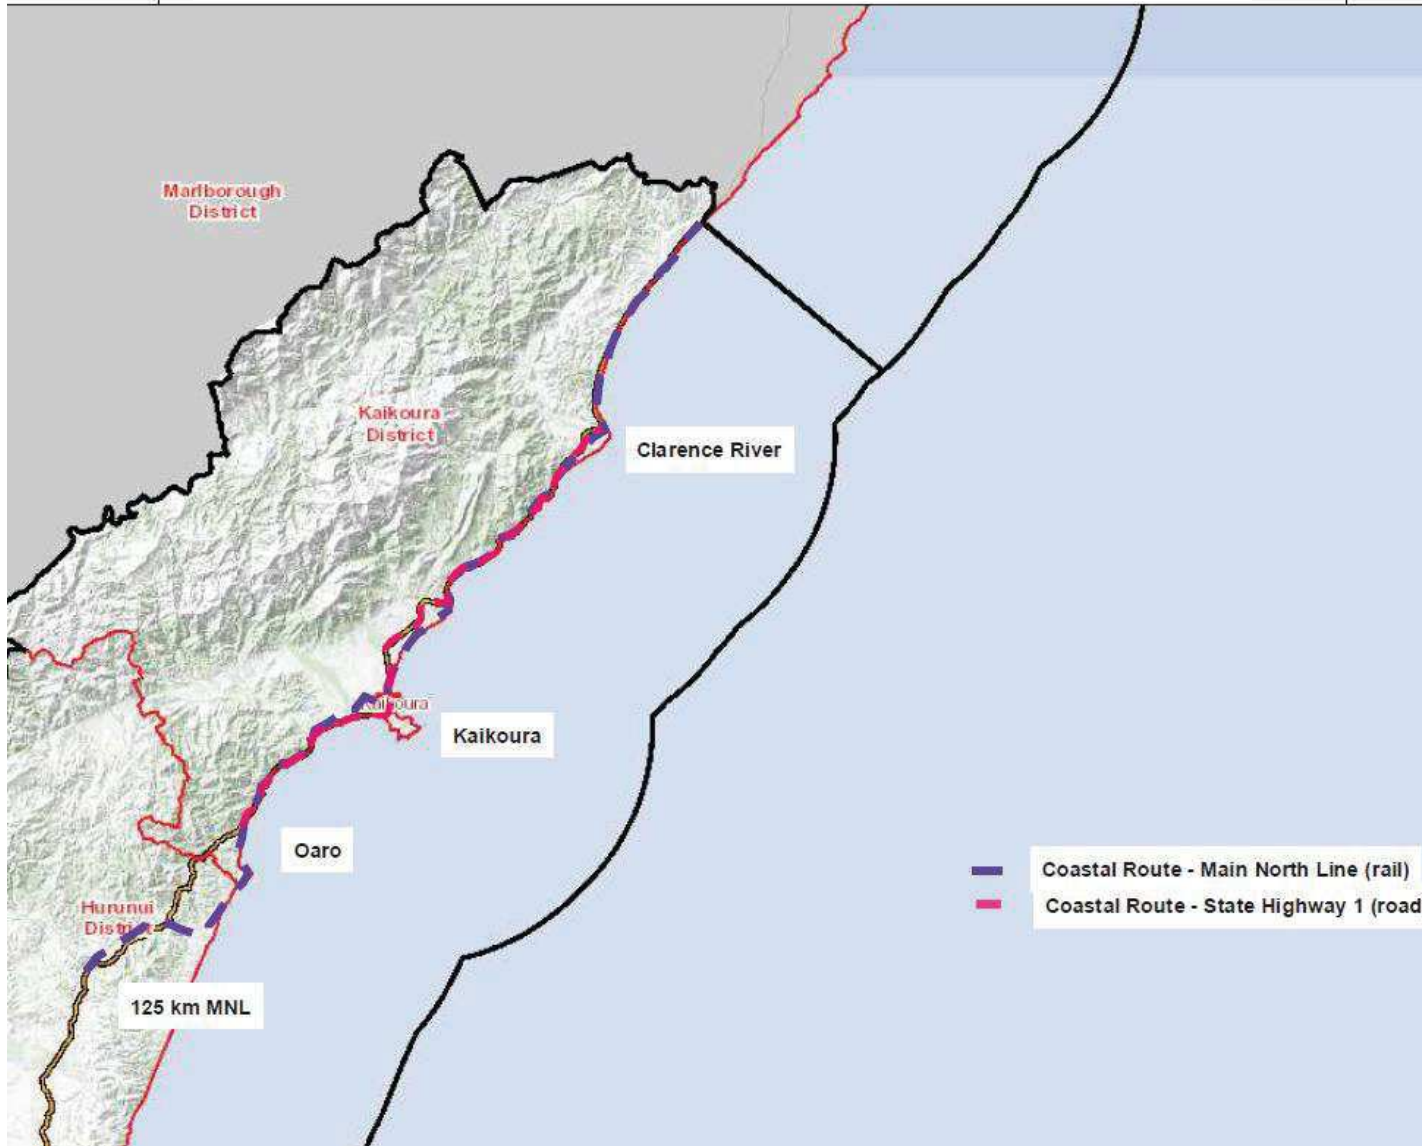 Marlborough
District
Kaikoura
District
Clarence River
Kaikoura
Kaikoura
Oaro
Coastal Route - Main North Line (rail)
Coastal Route - State Highway 1 (road
Hurunui
District
125 km MNL